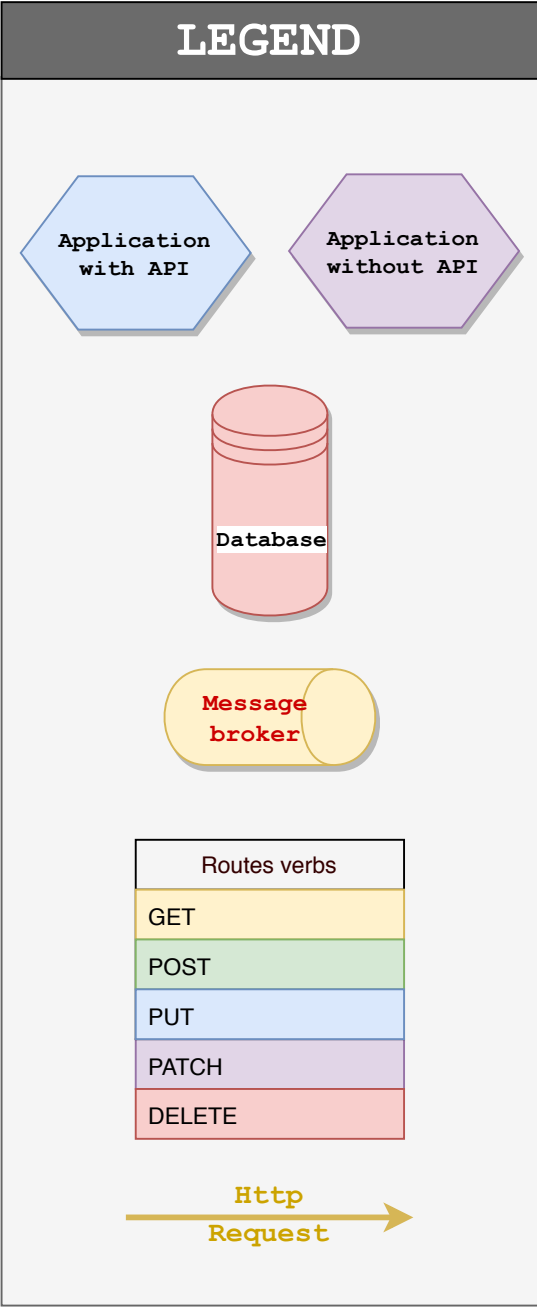 LEGEND
Application
with API
Application
without API
Database
Message
broker
Routes verbs
GET
POST
PUT
PATCH
DELETE
Http
Request